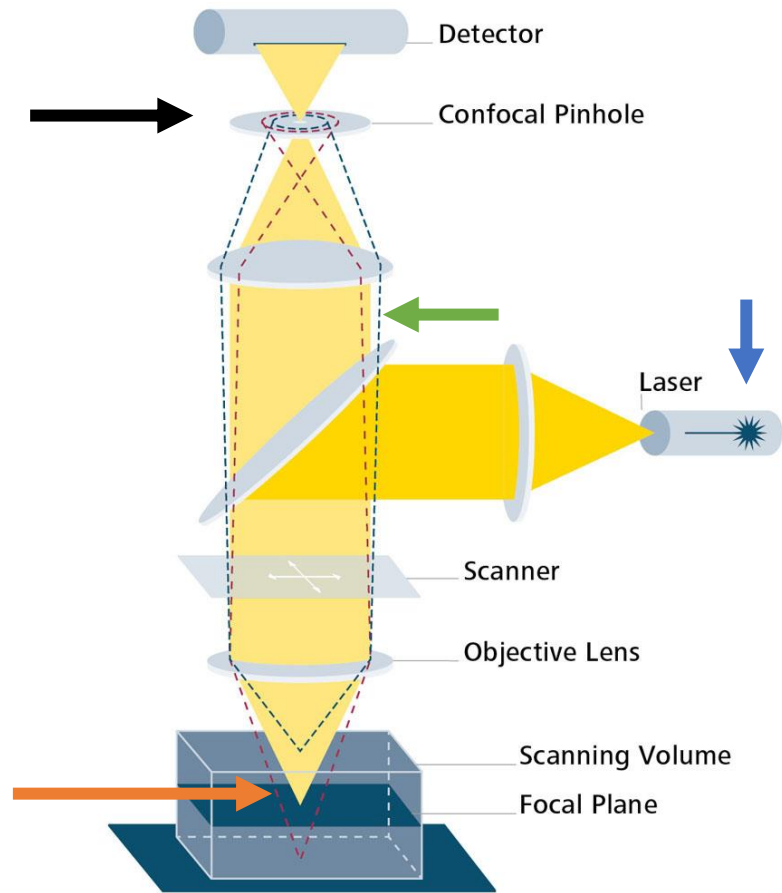 Detector
Confocal Pinhole
Laser
Scanner
Objective Lens
Scanning Volume
Focal Plane